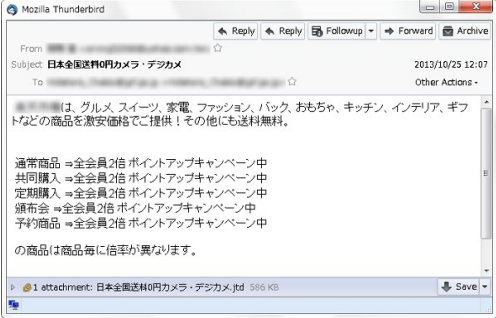 Mozilla Thunderbird
Reply Reply Followup Forward Archive
From
Subject 日本全国送料0円カメラ・デジカメ 2013/10/25 12:07
To Other Actions
は、グルメ、スイーツ、家電、ファッション、バック、おもちゃ、キッチン、インテリア、ギフ
トなどの商品を激安価格でご提供！その他にも送料無料。
通常商品 ⇒全会員2倍 ポイントアップキャンペーン中
共同購入 ⇒全会員2倍 ポイントアップキャンペーン中
定期購入 ⇒全会員2倍 ポイントアップキャンペーン中
頒布会 ⇒全会員2倍 ポイントアップキャンペーン中
予約商品 ⇒全会員2倍 ポイントアップキャンペーン中
の商品は商品毎に倍率が異なります。
1 attachment: 日本全国送料0円カメラ・デジカメ.jtd 586 KB Save